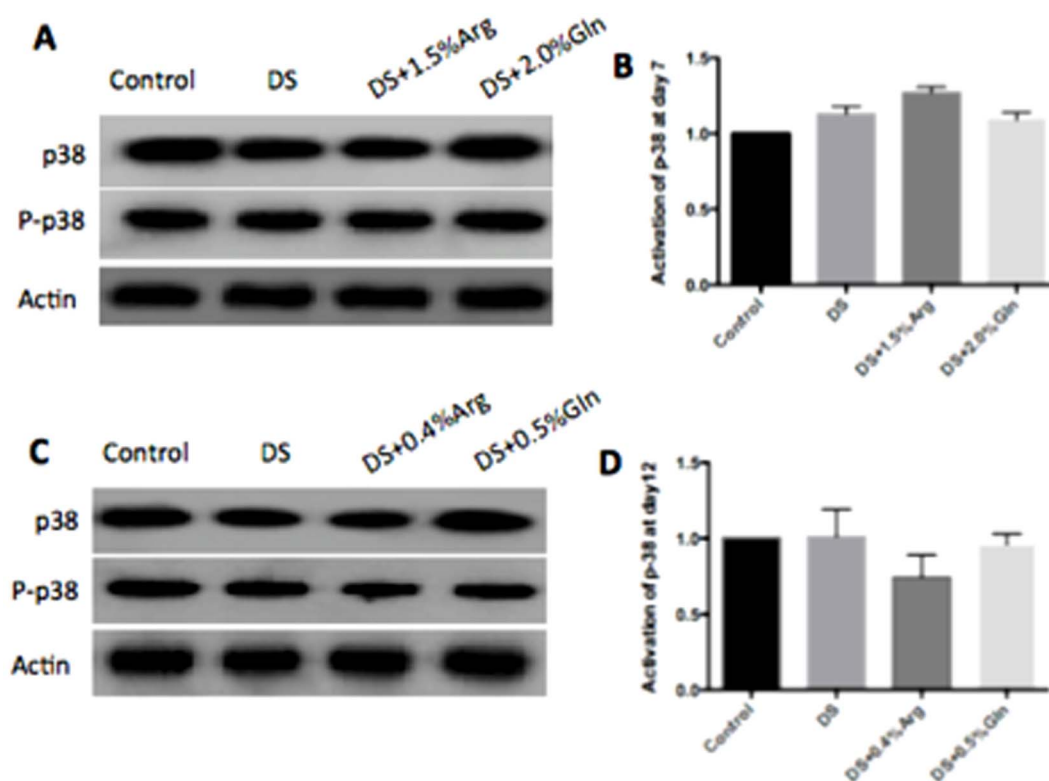 A
Control DS DS+1.5%Arg DS+2.0%Gln
p38
P-p38
Actin
B
Activation of p-38 at day 7
1.5
1.0
0.5
0.0
Control DS DS+1.5%Arg DS+2.0%Gln
C
Control DS DS+0.4%Arg DS+0.5%Gln
p38
P-p38
Actin
D
Activation of p-38 at day12
1.5
1.0
0.5
0.0
Control DS DS+0.4%Arg DS+0.5%Gln